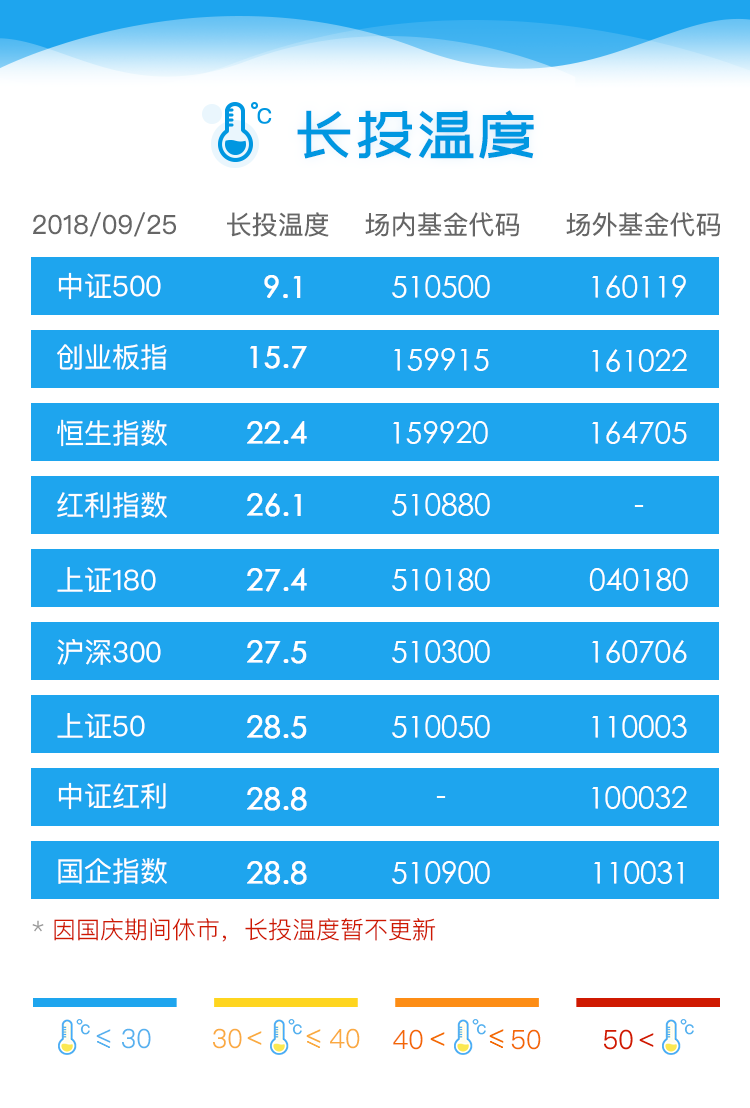 °C 长投温度
2018/09/25 长投温度 场内基金代码 场外基金代码
中证500 9.1 510500 160119
创业板指 15.7 159915 161022
恒生指数 22.4 159920 164705
红利指数 26.1 510880 -
上证180 27.4 510180 040180
沪深300 27.5 510300 160706
上证50 28.5 510050 110003
中证红利 28.8 - 100032
国企指数 28.8 510900 110031
* 因国庆期间休市，长投温度暂不更新
°C ≤ 30 30 < °C ≤ 40 40 < °C ≤ 50 50 < °C